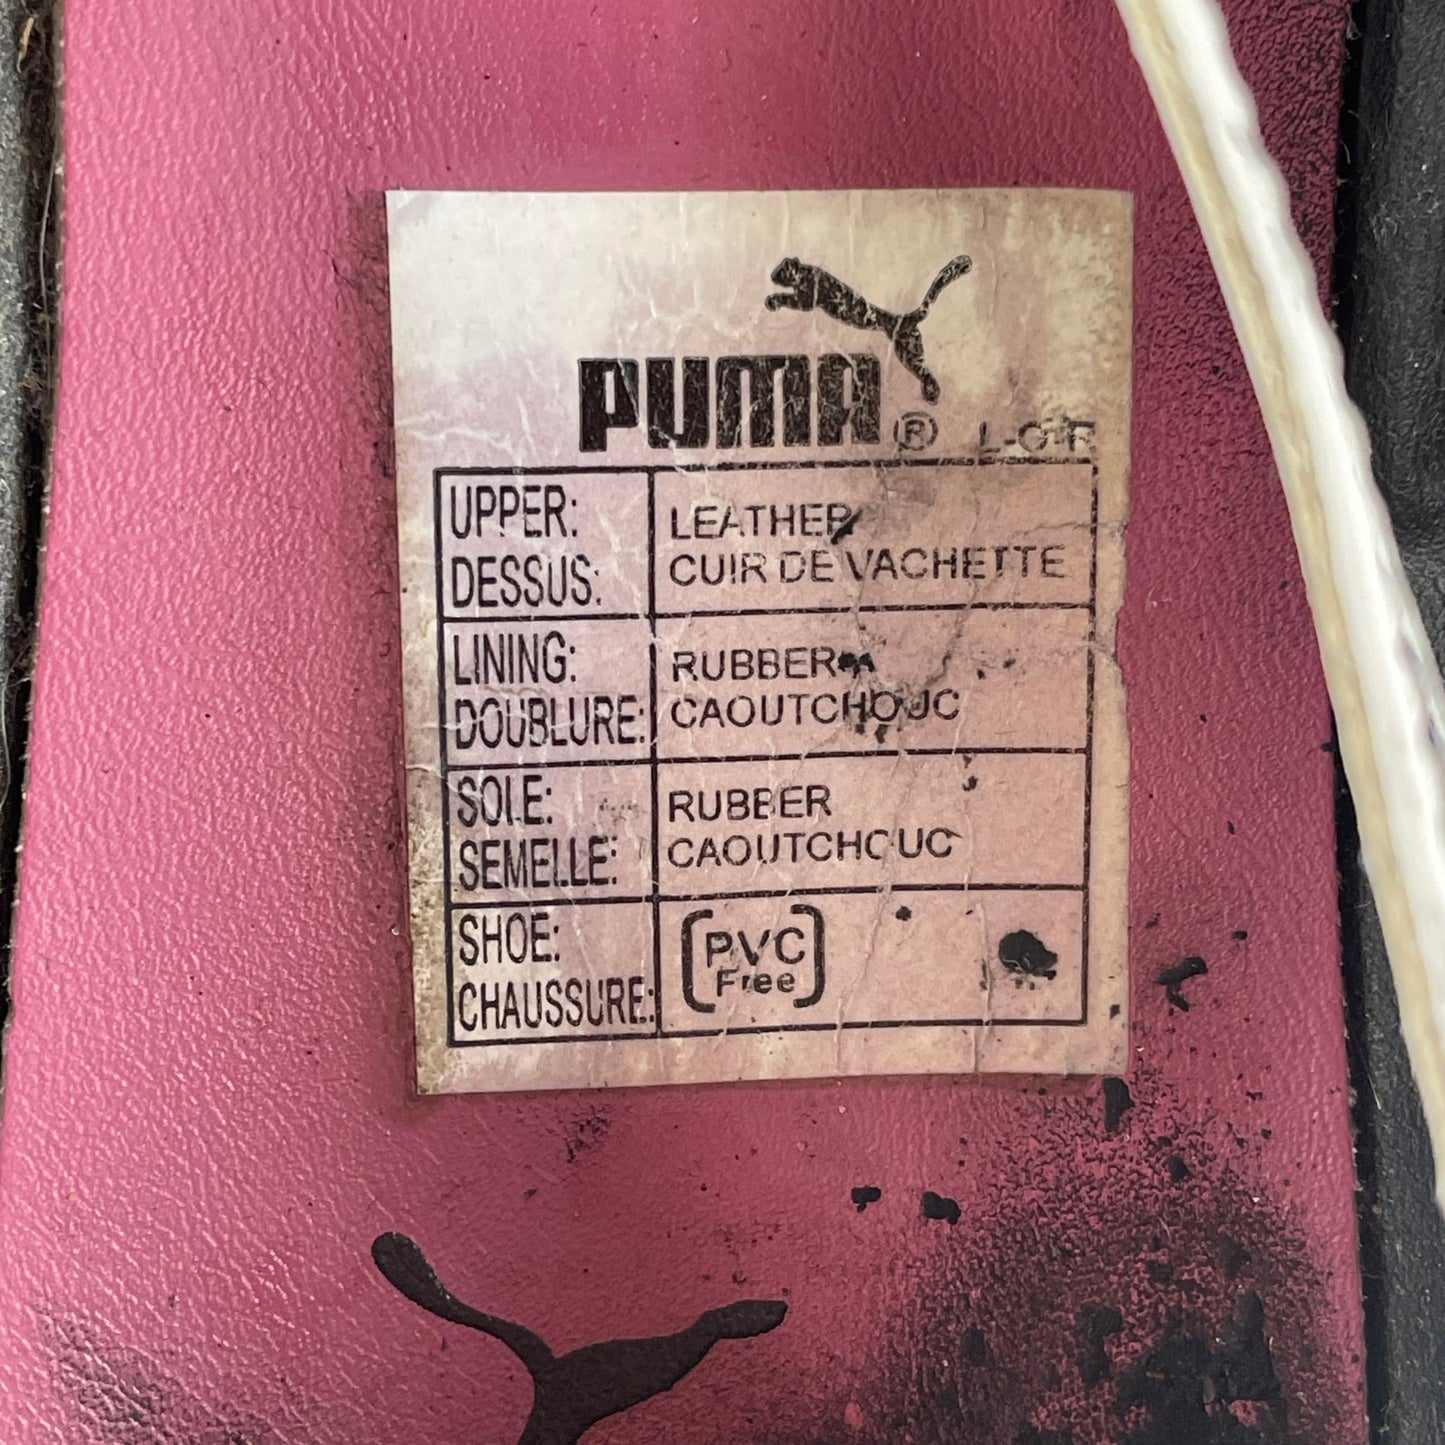 PUMA® L-O-R
UPPER: LEATHER
DESSUS: CUIR DE VACHETTE
LINING: RUBBER
DOUBLURE: CAOUTCHOUC
SOLE: RUBBER
SEMELLE: CAOUTCHOUC
SHOE: PVC
CHAUSSURE: Free